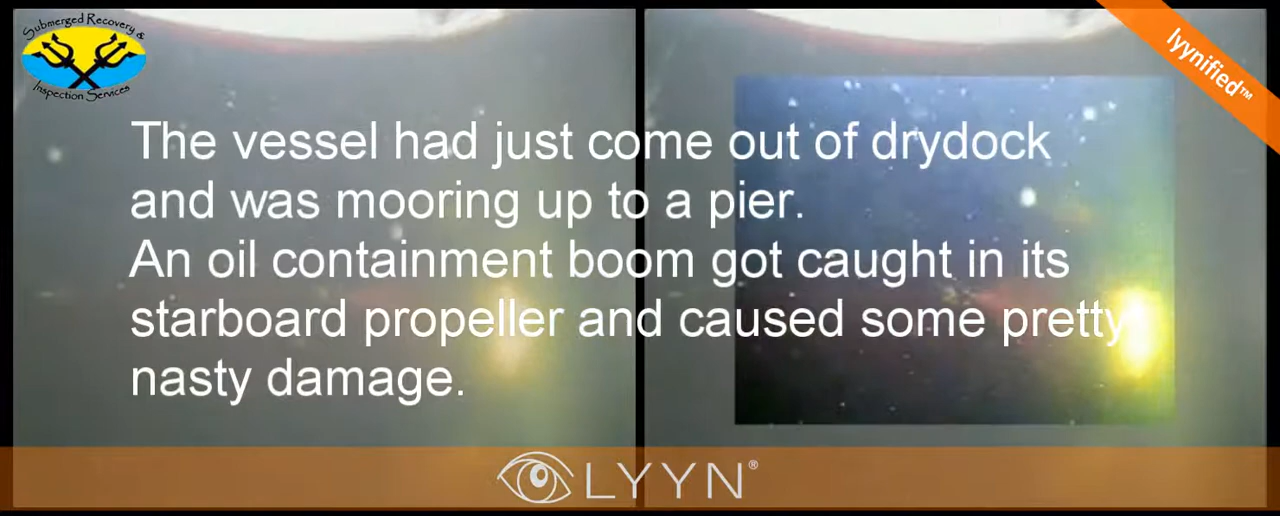 Submerged Recovery &
Inspection Services
lyynified™
The vessel had just come out of drydock
and was mooring up to a pier.
An oil containment boom got caught in its
starboard propeller and caused some pretty
nasty damage.
LYYN®